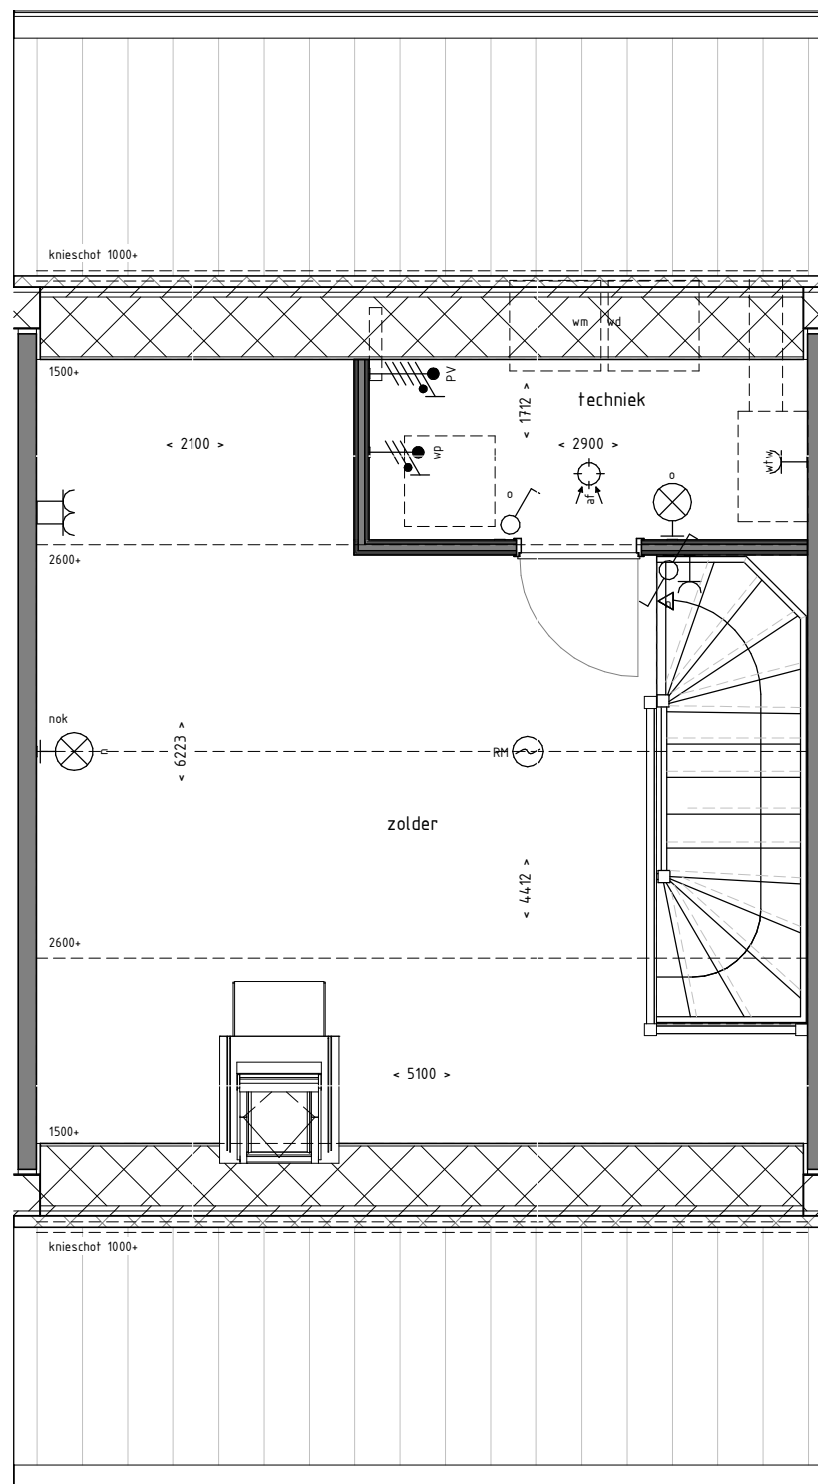 knieschot 1000+
wm wd
1500+
PV
< 1712 >
techniek
< 2100 >
wp
< 2900 >
wtw
o
af
o
2600+
nok
n
< 6223 >
RM
zolder
< 4412 >
2600+
< 5100 >
1500+
knieschot 1000+